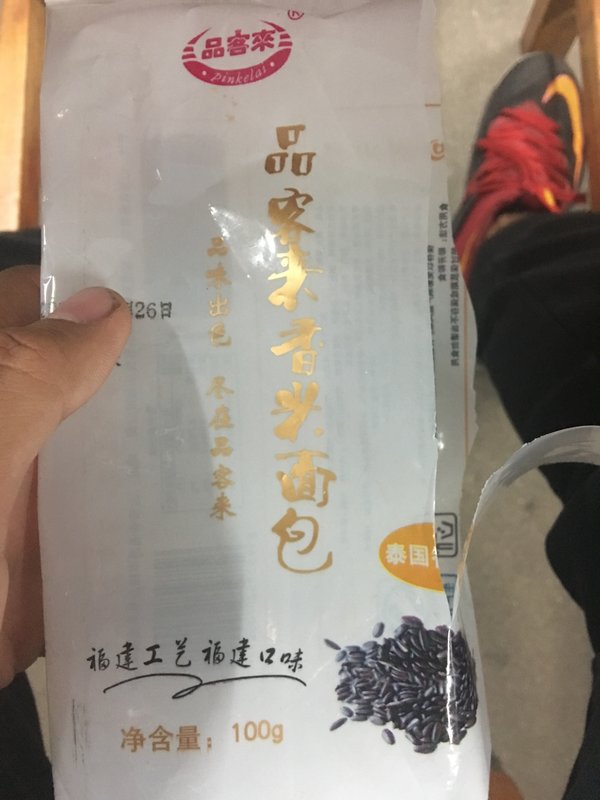 品客來
Pinkelai
品客来香米面包
品味出包 尽在品客来
26日
泰国
福建工艺 福建口味
净含量：100g